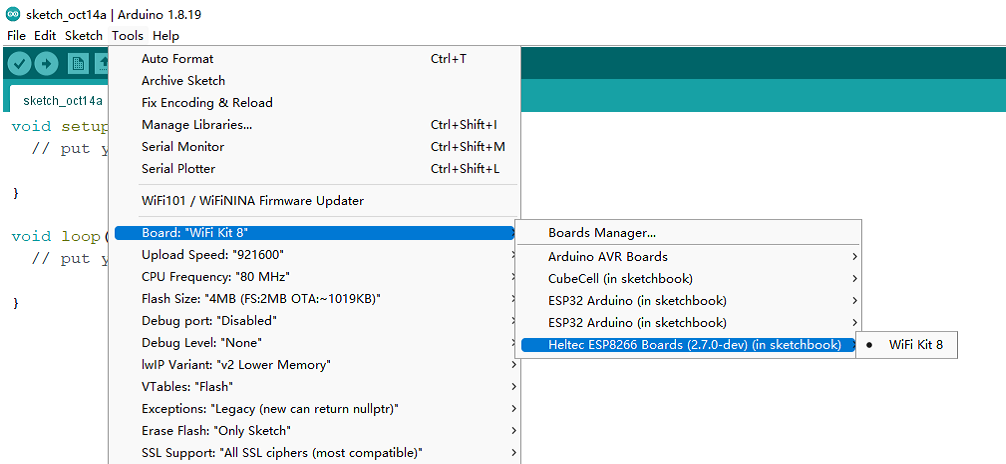 sketch_oct14a | Arduino 1.8.19
File Edit Sketch Tools Help
sketch_oct14a
void setup
// put y
}
void loop(
// put y
}
Auto Format Ctrl+T
Archive Sketch
Fix Encoding & Reload
Manage Libraries... Ctrl+Shift+I
Serial Monitor Ctrl+Shift+M
Serial Plotter Ctrl+Shift+L
WiFi101 / WiFiNINA Firmware Updater
Board: "WiFi Kit 8"
Upload Speed: "921600"
CPU Frequency: "80 MHz"
Flash Size: "4MB (FS:2MB OTA:~1019KB)"
Debug port: "Disabled"
Debug Level: "None"
lwIP Variant: "v2 Lower Memory"
VTables: "Flash"
Exceptions: "Legacy (new can return nullptr)"
Erase Flash: "Only Sketch"
SSL Support: "All SSL ciphers (most compatible)"
Boards Manager...
Arduino AVR Boards
CubeCell (in sketchbook)
ESP32 Arduino (in sketchbook)
ESP32 Arduino (in sketchbook)
Heltec ESP8266 Boards (2.7.0-dev) (in sketchbook)
WiFi Kit 8